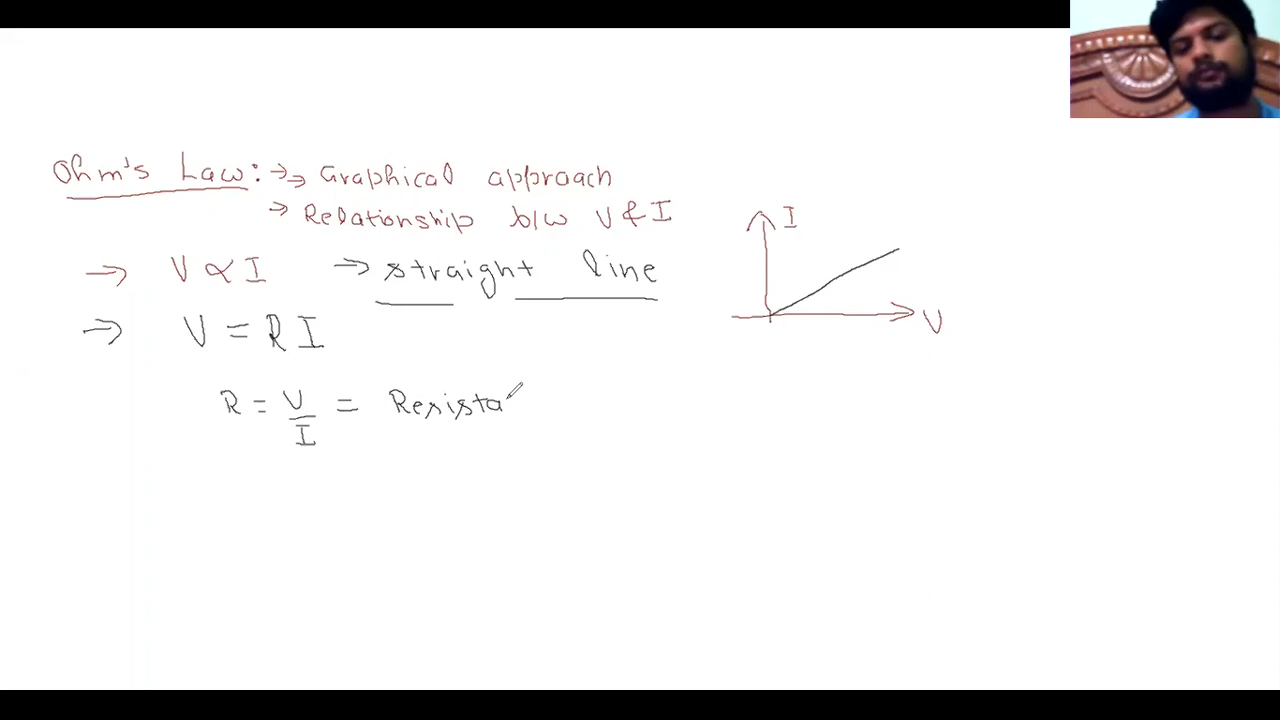 Ohm's Law: →→ Graphical approach
→ Relationship b/w V & I
→ V ∝ I → straight line
→ V = RI
R = V/I = Resista
I
V